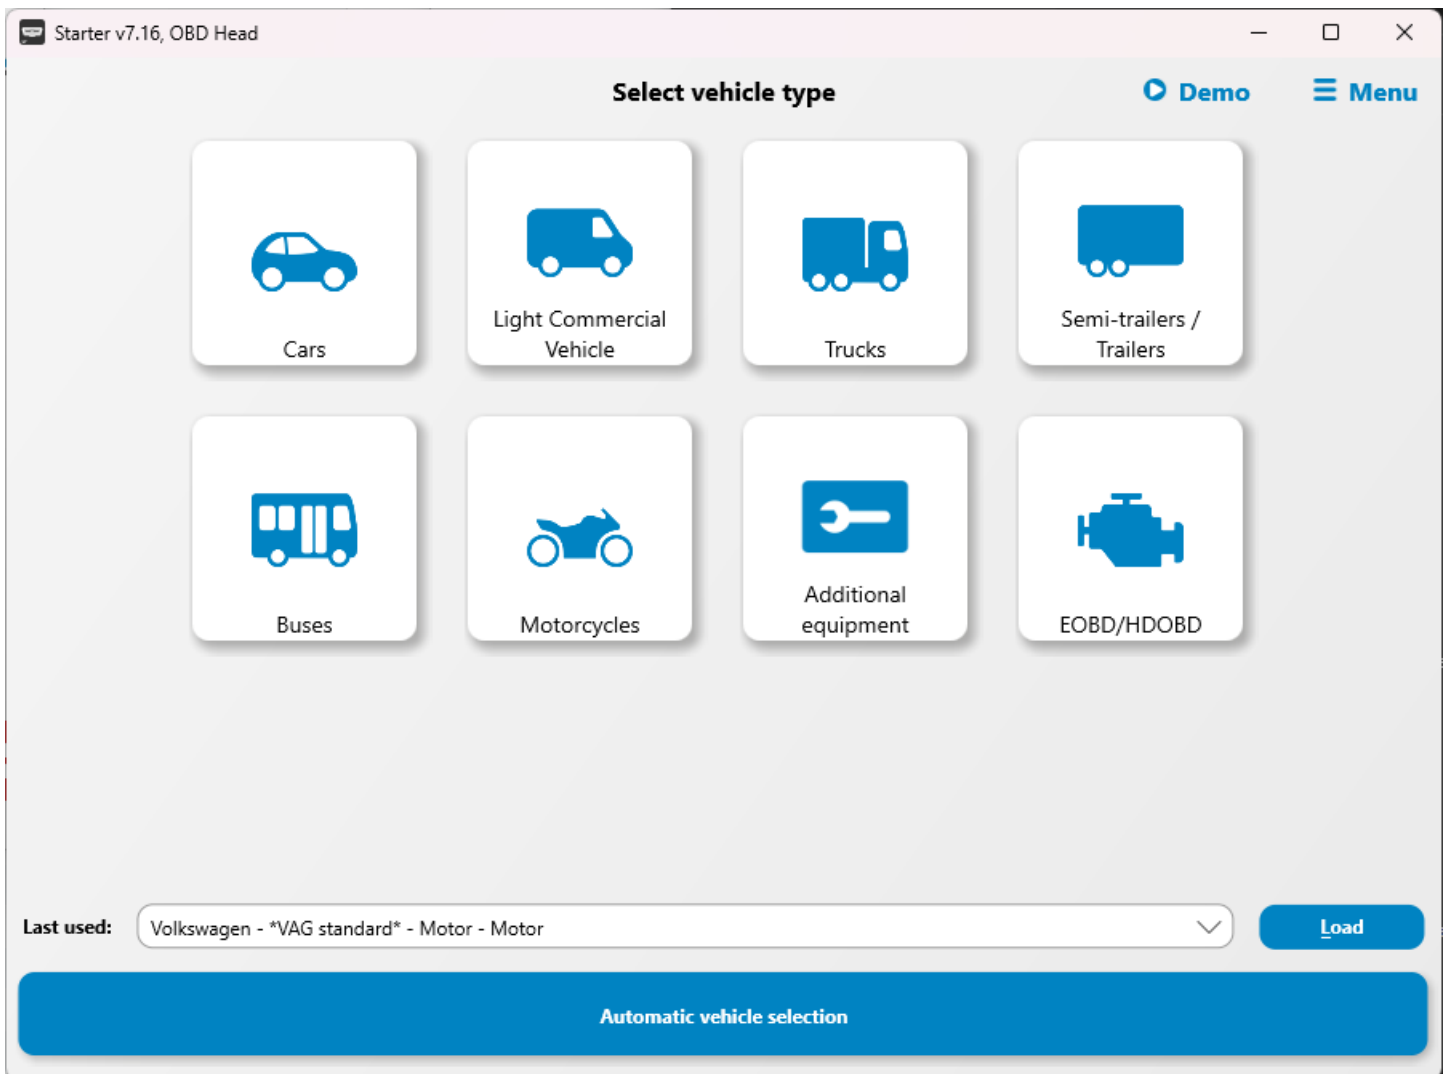 Starter v7.16, OBD Head
Select vehicle type
Demo
Menu
Cars
Light Commercial
Vehicle
Trucks
Semi-trailers /
Trailers
Buses
Motorcycles
Additional
equipment
EOBD/HDOBD
Last used:
Volkswagen - *VAG standard* - Motor - Motor
Load
Automatic vehicle selection